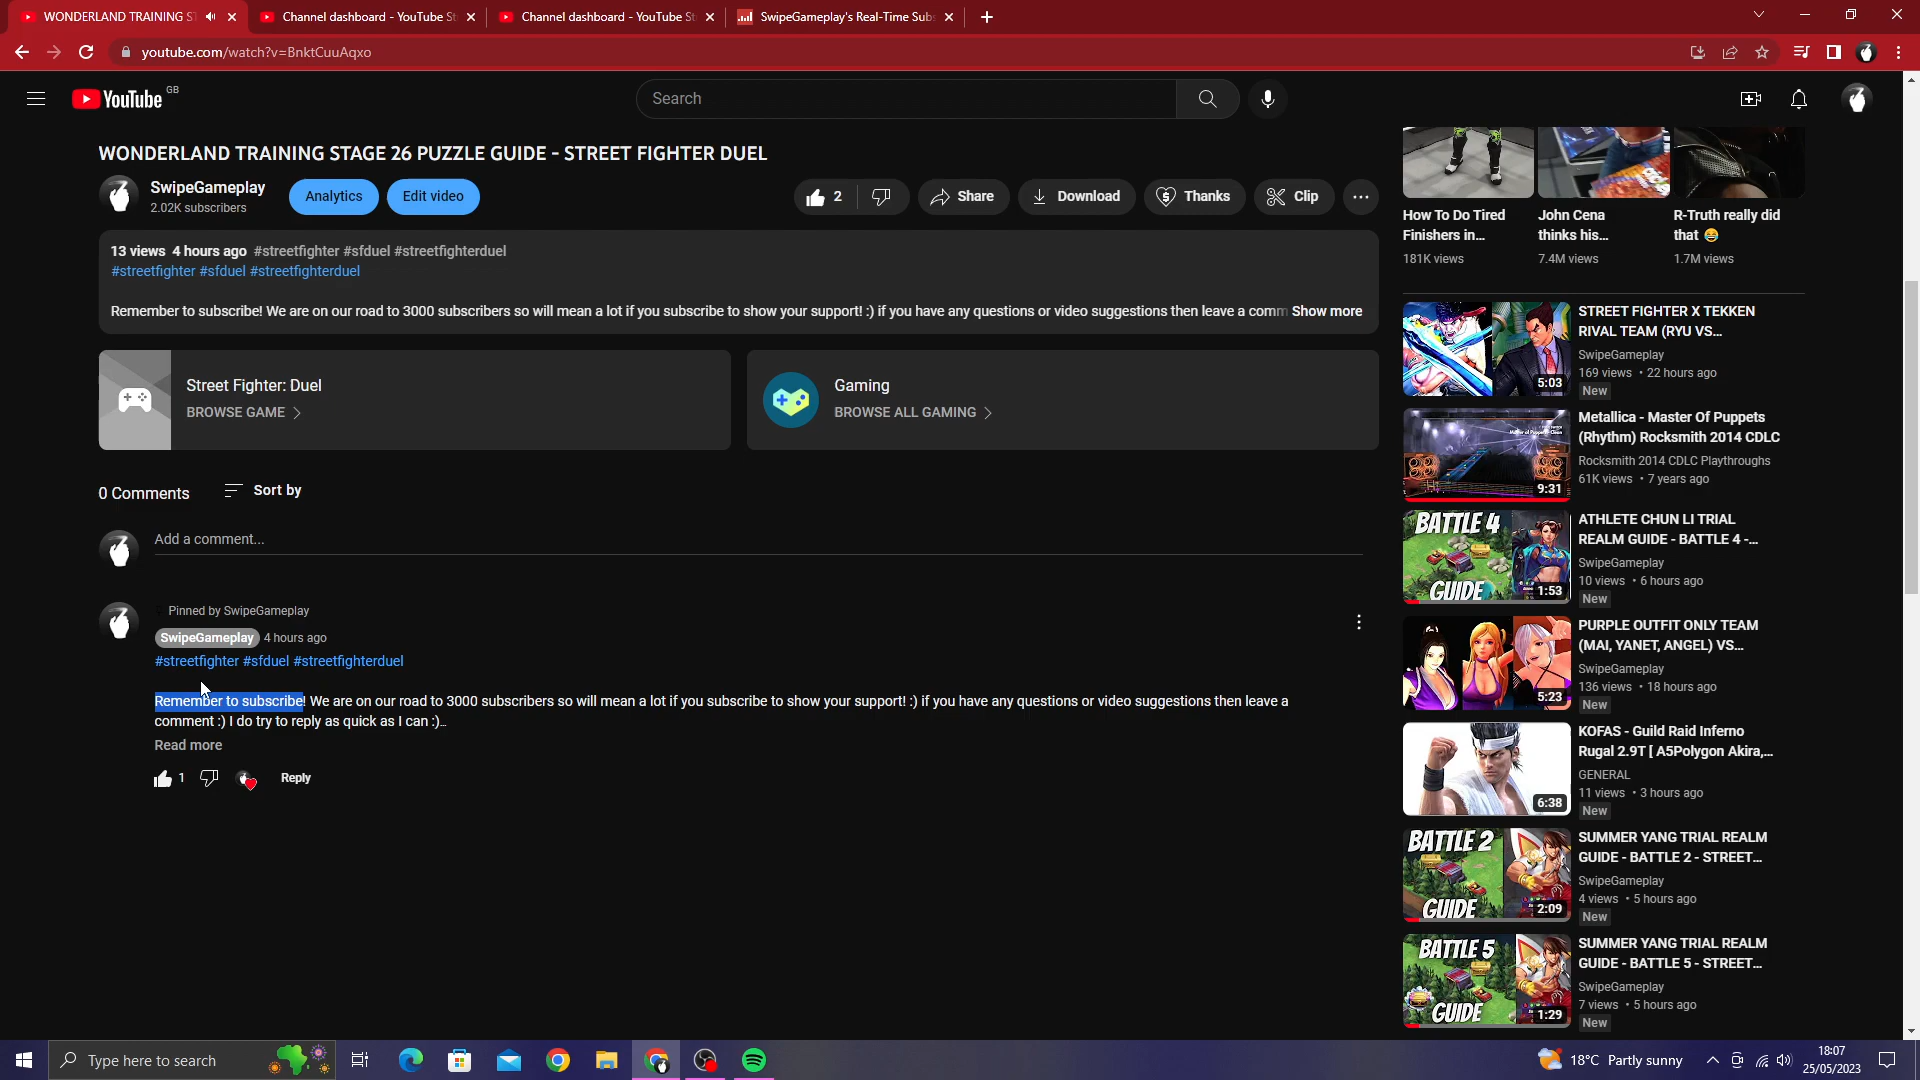 WONDERLAND TRAINING ST
Channel dashboard - YouTube St
Channel dashboard - YouTube St
SwipeGameplay's Real-Time Subs
youtube.com/watch?v=BnktCuuAqxo
YouTube GB
Search
WONDERLAND TRAINING STAGE 26 PUZZLE GUIDE - STREET FIGHTER DUEL
SwipeGameplay
2.02K subscribers
Analytics
Edit video
2
Share
Download
Thanks
Clip
13 views 4 hours ago #streetfighter #sfduel #streetfighterduel
#streetfighter #sfduel #streetfighterduel
Remember to subscribe! We are on our road to 3000 subscribers so will mean a lot if you subscribe to show your support! :) if you have any questions or video suggestions then leave a comm Show more
Street Fighter: Duel
BROWSE GAME
Gaming
BROWSE ALL GAMING
0 Comments
Sort by
Add a comment...
Pinned by SwipeGameplay
SwipeGameplay 4 hours ago
#streetfighter #sfduel #streetfighterduel
Remember to subscribe! We are on our road to 3000 subscribers so will mean a lot if you subscribe to show your support! :) if you have any questions or video suggestions then leave a
comment :) I do try to reply as quick as I can :)...
Read more
1
Reply
How To Do Tired
Finishers in...
181K views
John Cena
thinks his...
7.4M views
R-Truth really did
that 😂
1.7M views
5:03
STREET FIGHTER X TEKKEN
RIVAL TEAM (RYU VS...
SwipeGameplay
169 views • 22 hours ago
New
9:31
Metallica - Master Of Puppets
(Rhythm) Rocksmith 2014 CDLC
Rocksmith 2014 CDLC Playthroughs
61K views • 7 years ago
BATTLE 4
GUIDE
1:53
ATHLETE CHUN LI TRIAL
REALM GUIDE - BATTLE 4 -...
SwipeGameplay
10 views • 6 hours ago
New
5:23
PURPLE OUTFIT ONLY TEAM
(MAI, YANET, ANGEL) VS...
SwipeGameplay
136 views • 18 hours ago
New
6:38
KOFAS - Guild Raid Inferno
Rugal 2.9T [ A5Polygon Akira,...
GENERAL
11 views • 3 hours ago
New
BATTLE 2
GUIDE
2:09
SUMMER YANG TRIAL REALM
GUIDE - BATTLE 2 - STREET...
SwipeGameplay
4 views • 5 hours ago
New
BATTLE 5
GUIDE
1:29
SUMMER YANG TRIAL REALM
GUIDE - BATTLE 5 - STREET...
SwipeGameplay
7 views • 5 hours ago
New
Type here to search
18°C Partly sunny
18:07
25/05/2023